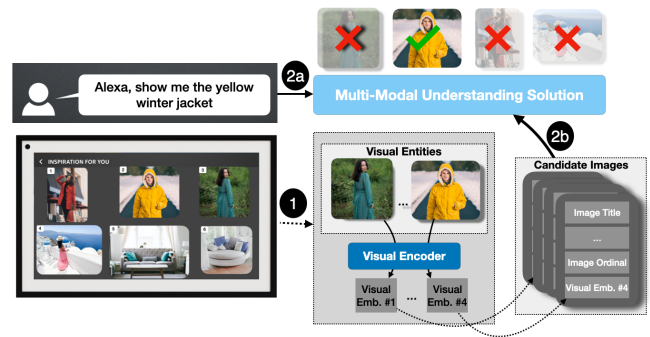 Alexa, show me the yellow
winter jacket
2a
Multi-Modal Understanding Solution
2b
INSPIRATION FOR YOU
1
2
3
4
5
6
1
Visual Entities
...
Visual Encoder
Visual
Emb. #1
...
Visual
Emb. #4
Candidate Images
Image Title
...
Image Ordinal
Visual Emb. #4